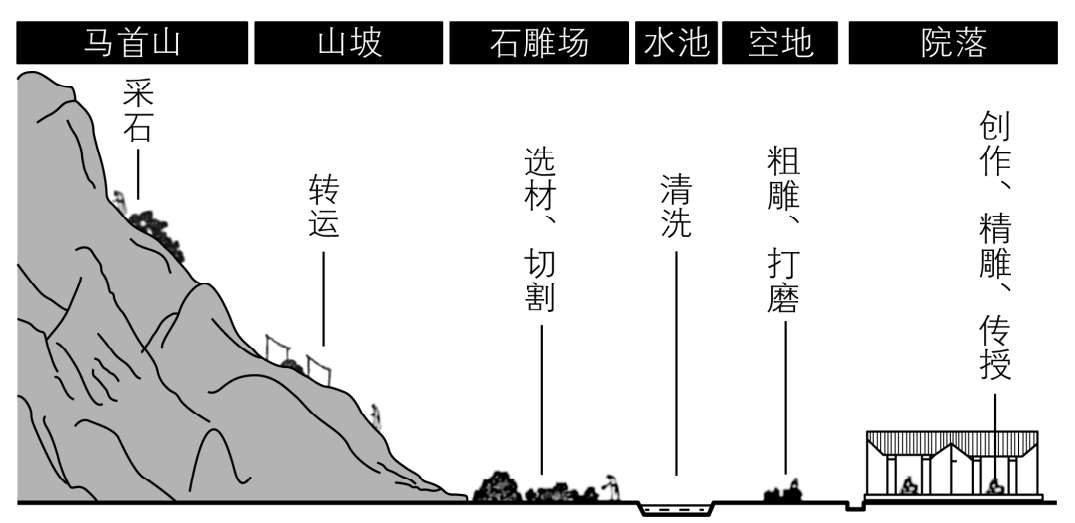 马首山 山坡 石雕场 水池 空地 院落
采石
转运
选材、切割
清洗
粗雕、打磨
创作、精雕、传授